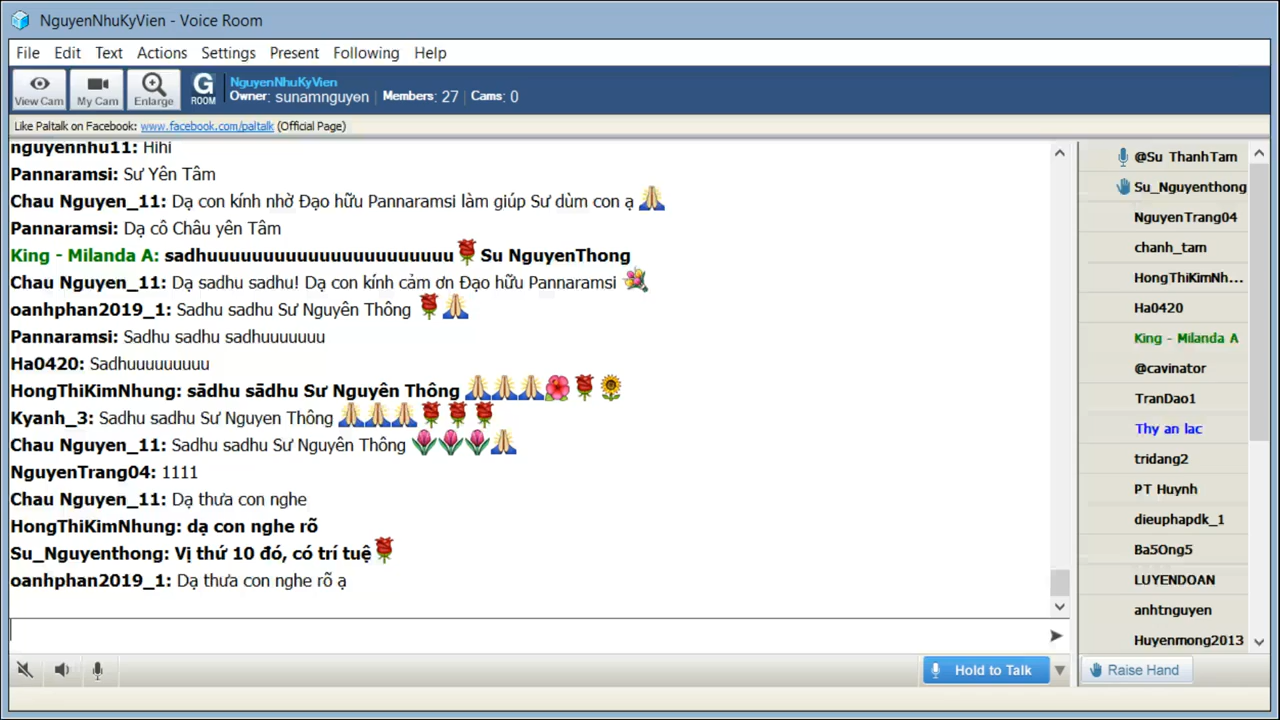 NguyenNhuKyVien - Voice Room
File Edit Text Actions Settings Present Following Help
View Cam My Cam Enlarge G ROOM
NguyenNhuKyVien
Owner: sunamnguyen | Members: 27 | Cams: 0
Like Paltalk on Facebook: www.facebook.com/paltalk (Official Page)
nguyennhu11: Hihi
Pannaramsi: Sư Yên Tâm
Chau Nguyen_11: Dạ con kính nhờ Đạo hữu Pannaramsi làm giúp Sư dùm con ạ
Pannaramsi: Dạ cô Châu yên Tâm
King - Milanda A: sadhuuuuuuuuuuuuuuuuuuuuuuu Su NguyenThong
Chau Nguyen_11: Dạ sadhu sadhu! Dạ con kính cảm ơn Đạo hữu Pannaramsi
oanhphan2019_1: Sadhu sadhu Sư Nguyên Thông
Pannaramsi: Sadhu sadhu sadhuuuuuuu
Ha0420: Sadhuuuuuuuuu
HongThiKimNhung: sādhu sādhu Sư Nguyên Thông
Kyanh_3: Sadhu sadhu Sư Nguyen Thông
Chau Nguyen_11: Sadhu sadhu Sư Nguyên Thông
NguyenTrang04: 1111
Chau Nguyen_11: Dạ thưa con nghe
HongThiKimNhung: dạ con nghe rõ
Su_Nguyenthong: Vị thứ 10 đó, có trí tuệ
oanhphan2019_1: Dạ thưa con nghe rõ ạ
@Su ThanhTam
Su_Nguyenthong
NguyenTrang04
chanh_tam
HongThiKimNh...
Ha0420
King - Milanda A
@cavinator
TranDao1
Thy an lac
tridang2
PT Huynh
dieuphapdk_1
Ba5Ong5
LUYENDOAN
anhtnguyen
Huyenmong2013
Hold to Talk
Raise Hand